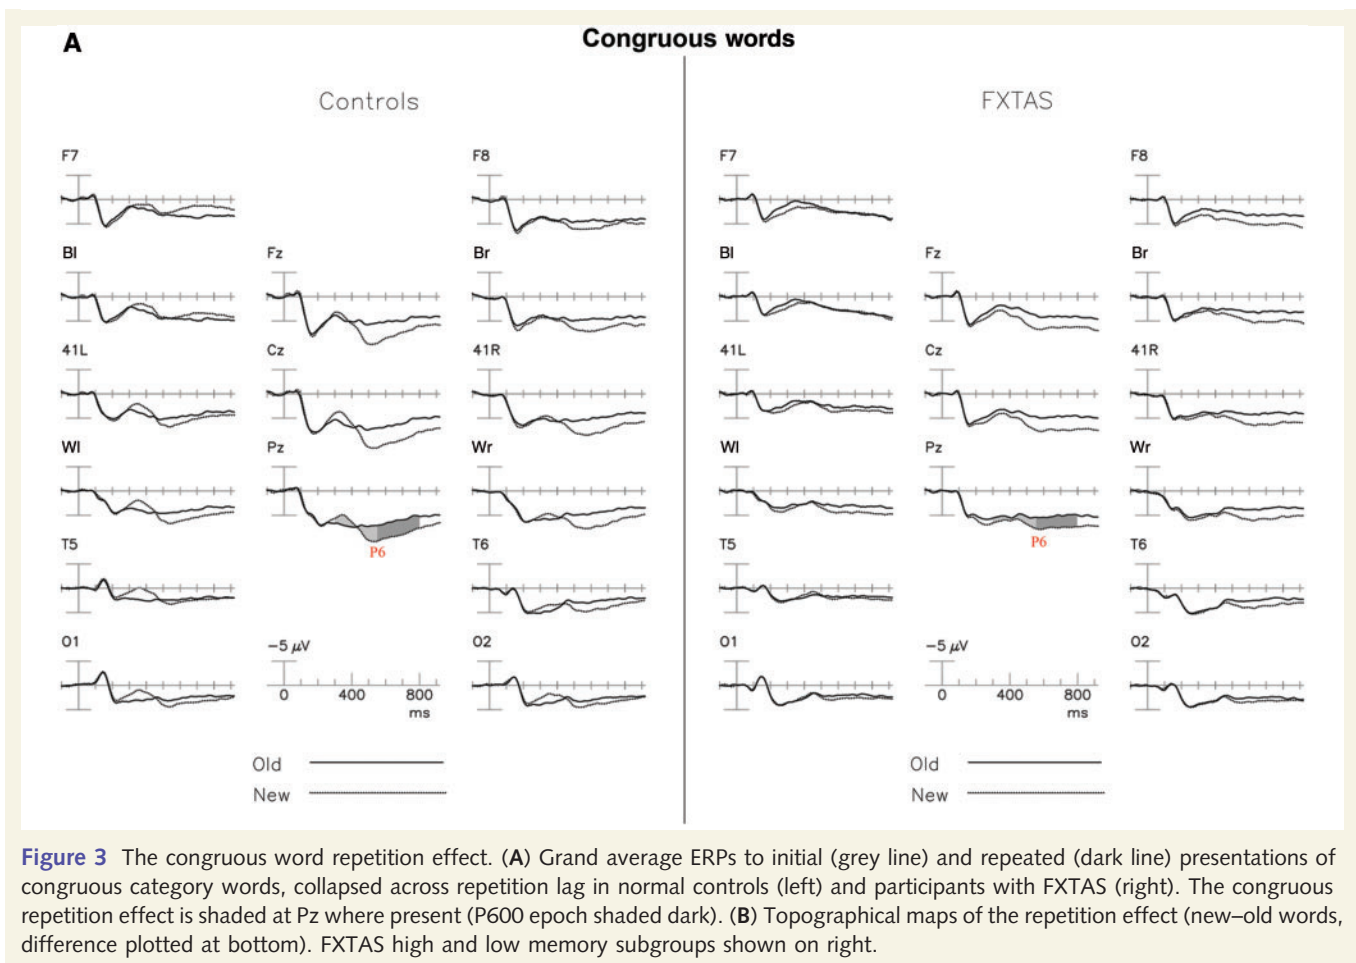 A
Congruous words
Controls
F7
F8
Bl
Fz
Br
41L
Cz
41R
Wl
Pz
Wr
P6
T5
T6
O1
−5 μV
O2
0 400 800
ms
Old
New
FXTAS
F7
F8
Bl
Fz
Br
41L
Cz
41R
Wl
Pz
Wr
P6
T5
T6
O1
−5 μV
O2
0 400 800
ms
Old
New
Figure 3 The congruous word repetition effect. (A) Grand average ERPs to initial (grey line) and repeated (dark line) presentations of
congruous category words, collapsed across repetition lag in normal controls (left) and participants with FXTAS (right). The congruous
repetition effect is shaded at Pz where present (P600 epoch shaded dark). (B) Topographical maps of the repetition effect (new–old words,
difference plotted at bottom). FXTAS high and low memory subgroups shown on right.